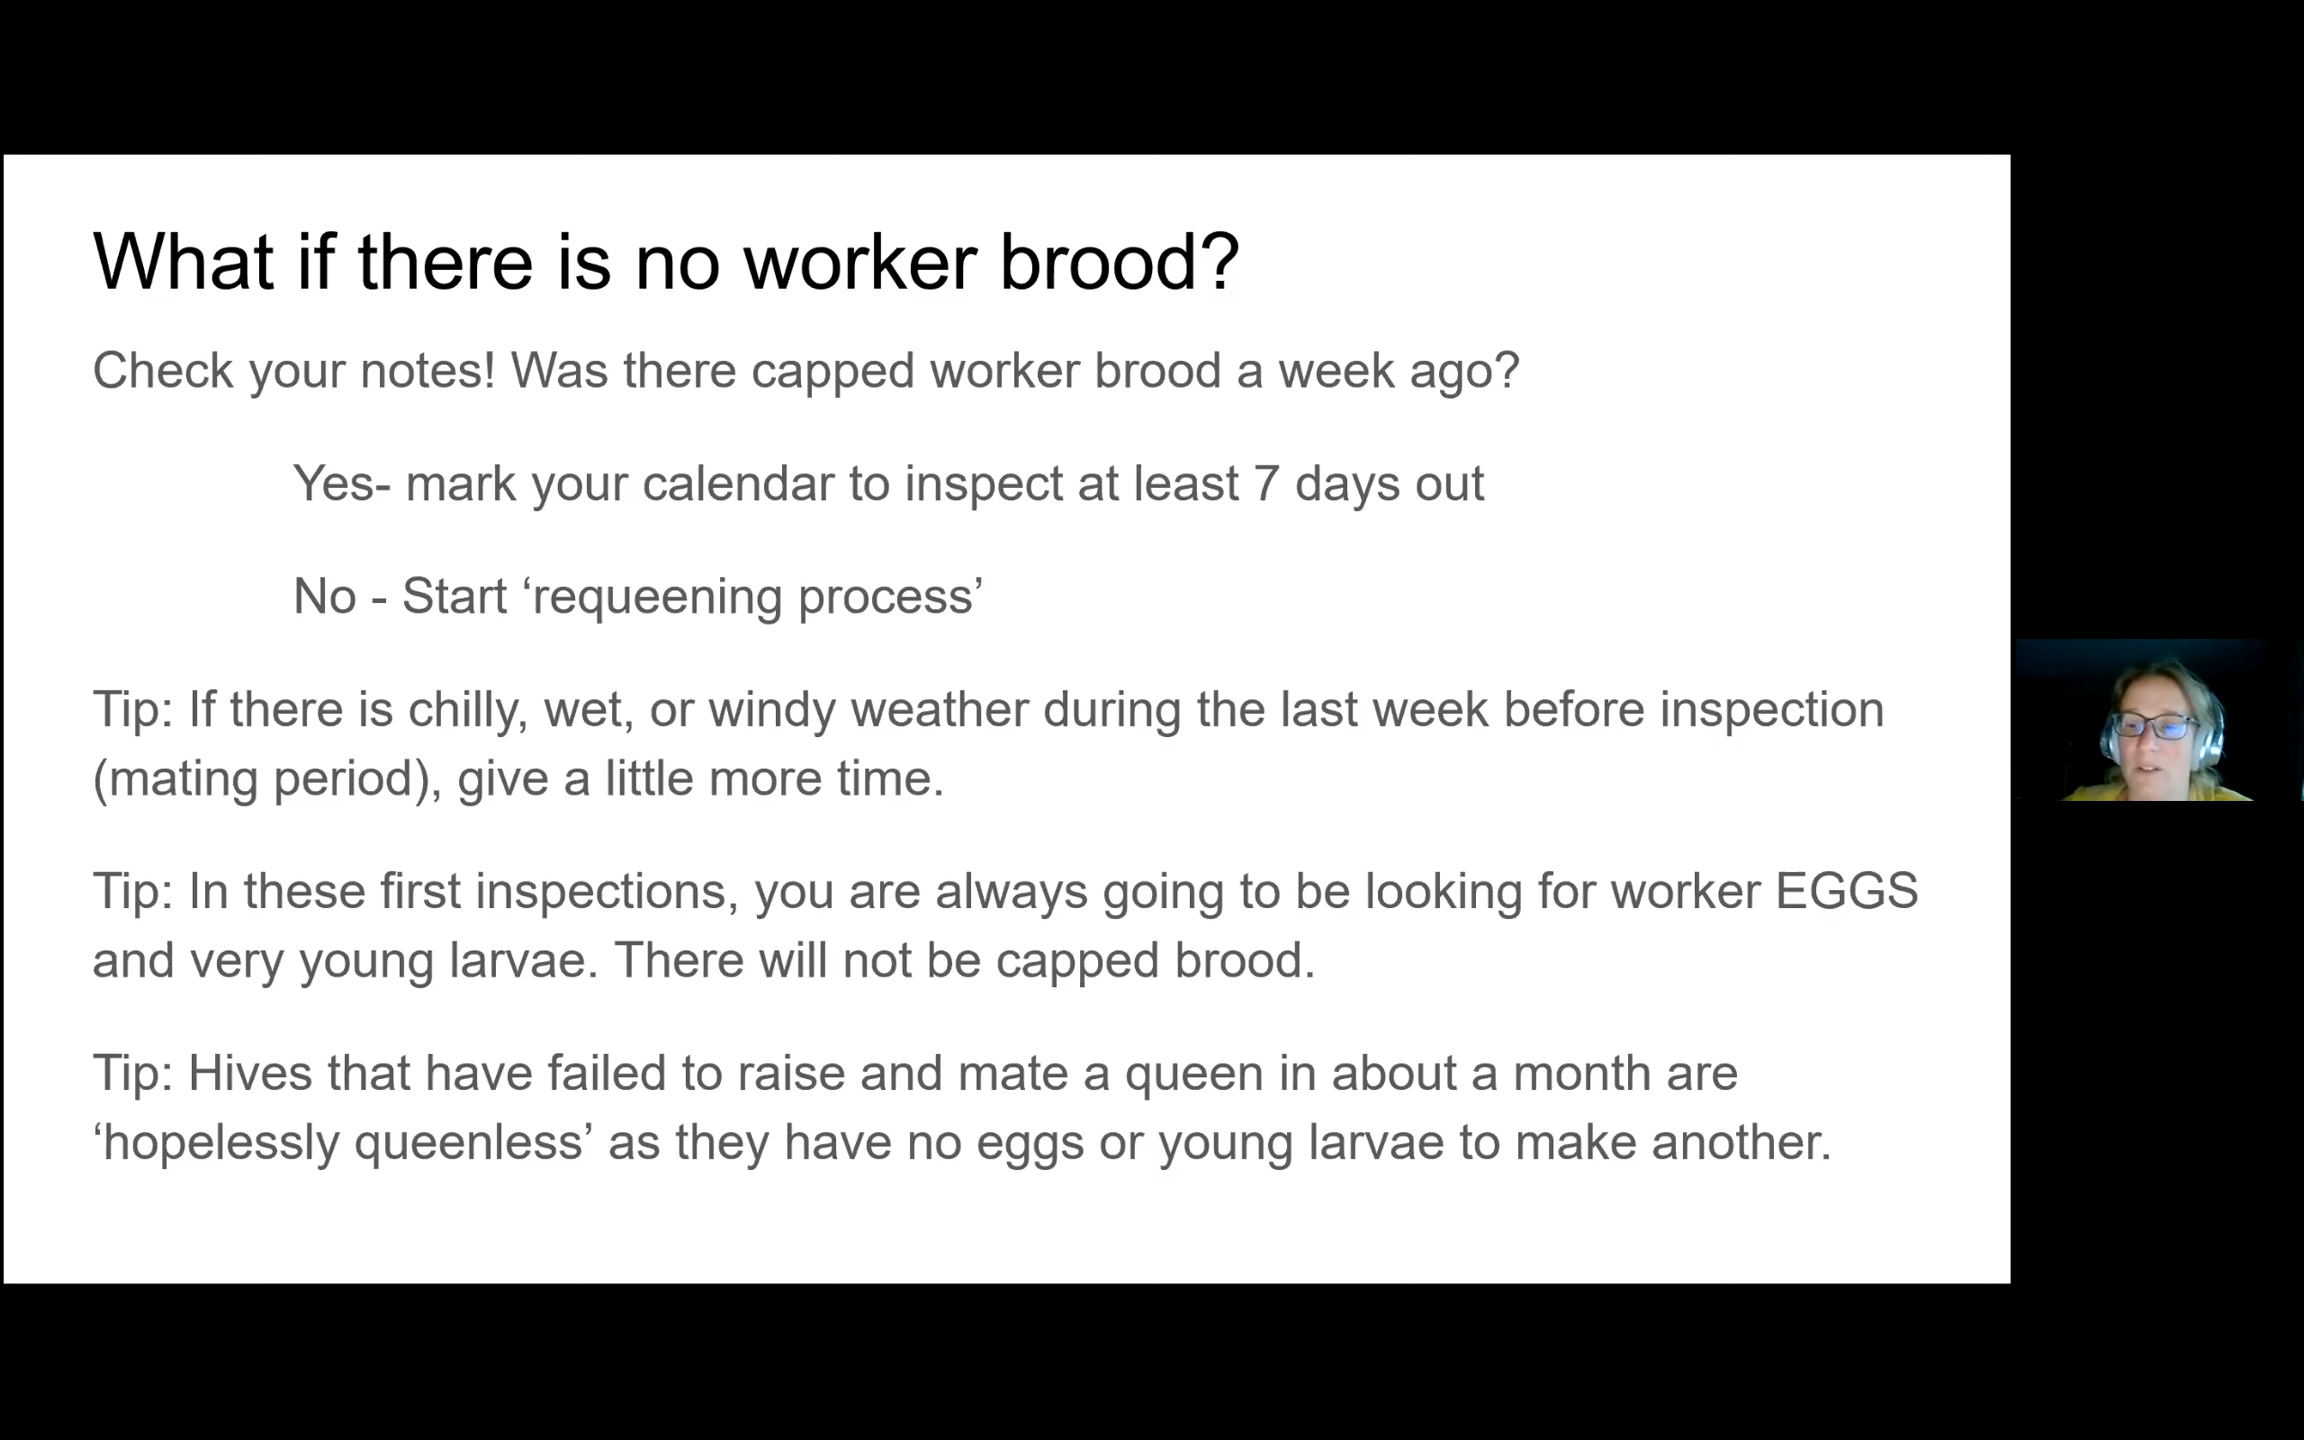 What if there is no worker brood?
Check your notes! Was there capped worker brood a week ago?
Yes- mark your calendar to inspect at least 7 days out
No - Start ‘requeening process’
Tip: If there is chilly, wet, or windy weather during the last week before inspection
(mating period), give a little more time.
Tip: In these first inspections, you are always going to be looking for worker EGGS
and very young larvae. There will not be capped brood.
Tip: Hives that have failed to raise and mate a queen in about a month are
‘hopelessly queenless’ as they have no eggs or young larvae to make another.